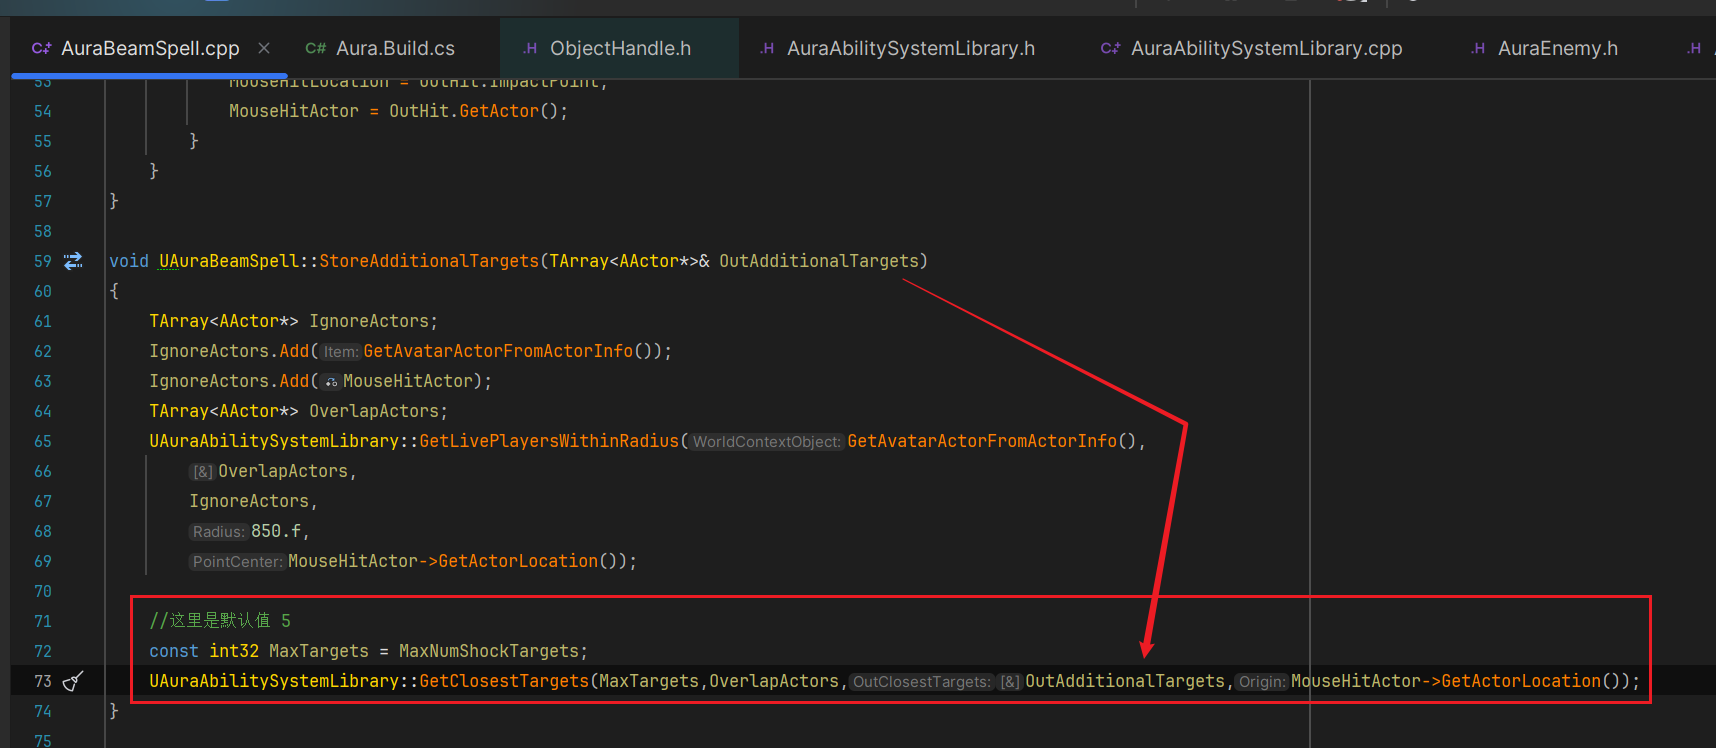 AuraBeamSpell.cpp C# Aura.Build.cs .H ObjectHandle.h .H AuraAbilitySystemLibrary.h AuraAbilitySystemLibrary.cpp .H AuraEnemy.h .H
53 MouseHitLocation = OutHit.ImpactPoint;
54 MouseHitActor = OutHit.GetActor();
55 }
56 }
57 }
58
59 void UAuraBeamSpell::StoreAdditionalTargets(TArray<AActor*>& OutAdditionalTargets)
60 {
61 TArray<AActor*> IgnoreActors;
62 IgnoreActors.Add(Item:GetAvatarActorFromActorInfo());
63 IgnoreActors.Add(MouseHitActor);
64 TArray<AActor*> OverlapActors;
65 UAuraAbilitySystemLibrary::GetLivePlayersWithinRadius(WorldContextObject:GetAvatarActorFromActorInfo(),
66 [&]OverlapActors,
67 IgnoreActors,
68 Radius:850.f,
69 PointCenter:MouseHitActor->GetActorLocation());
70
71 //这里是默认值 5
72 const int32 MaxTargets = MaxNumShockTargets;
73 UAuraAbilitySystemLibrary::GetClosestTargets(MaxTargets,OverlapActors,OutClosestTargets:[&]OutAdditionalTargets,Origin:MouseHitActor->GetActorLocation());
74 }
75